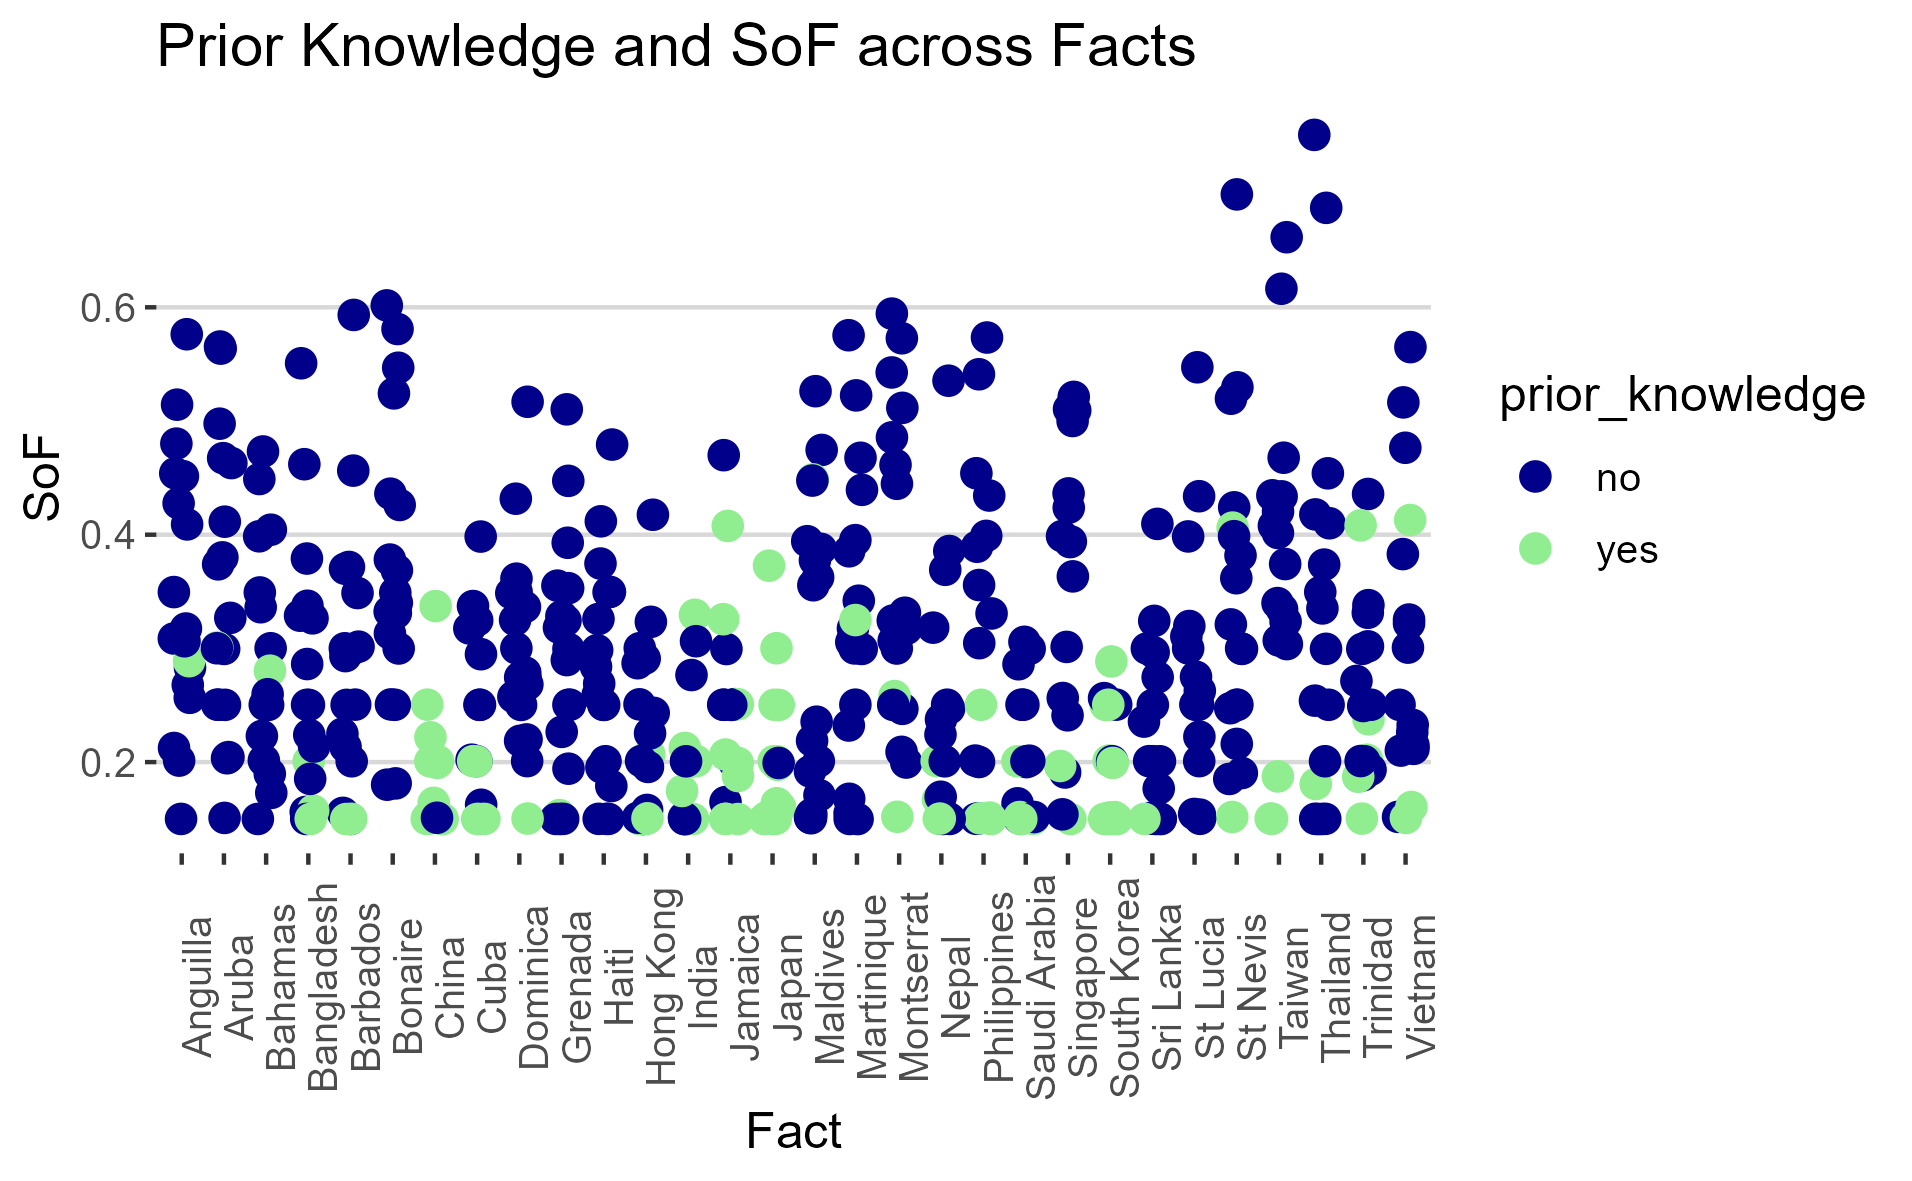 Prior Knowledge and SoF across Facts
SoF
0.6
0.4
0.2
prior_knowledge
no
yes
Anguilla
Aruba
Bahamas
Bangladesh
Barbados
Bonaire
China
Cuba
Dominica
Grenada
Haiti
Hong Kong
India
Jamaica
Japan
Maldives
Martinique
Montserrat
Nepal
Philippines
Saudi Arabia
Singapore
South Korea
Sri Lanka
St Lucia
St Nevis
Taiwan
Thailand
Trinidad
Vietnam
Fact